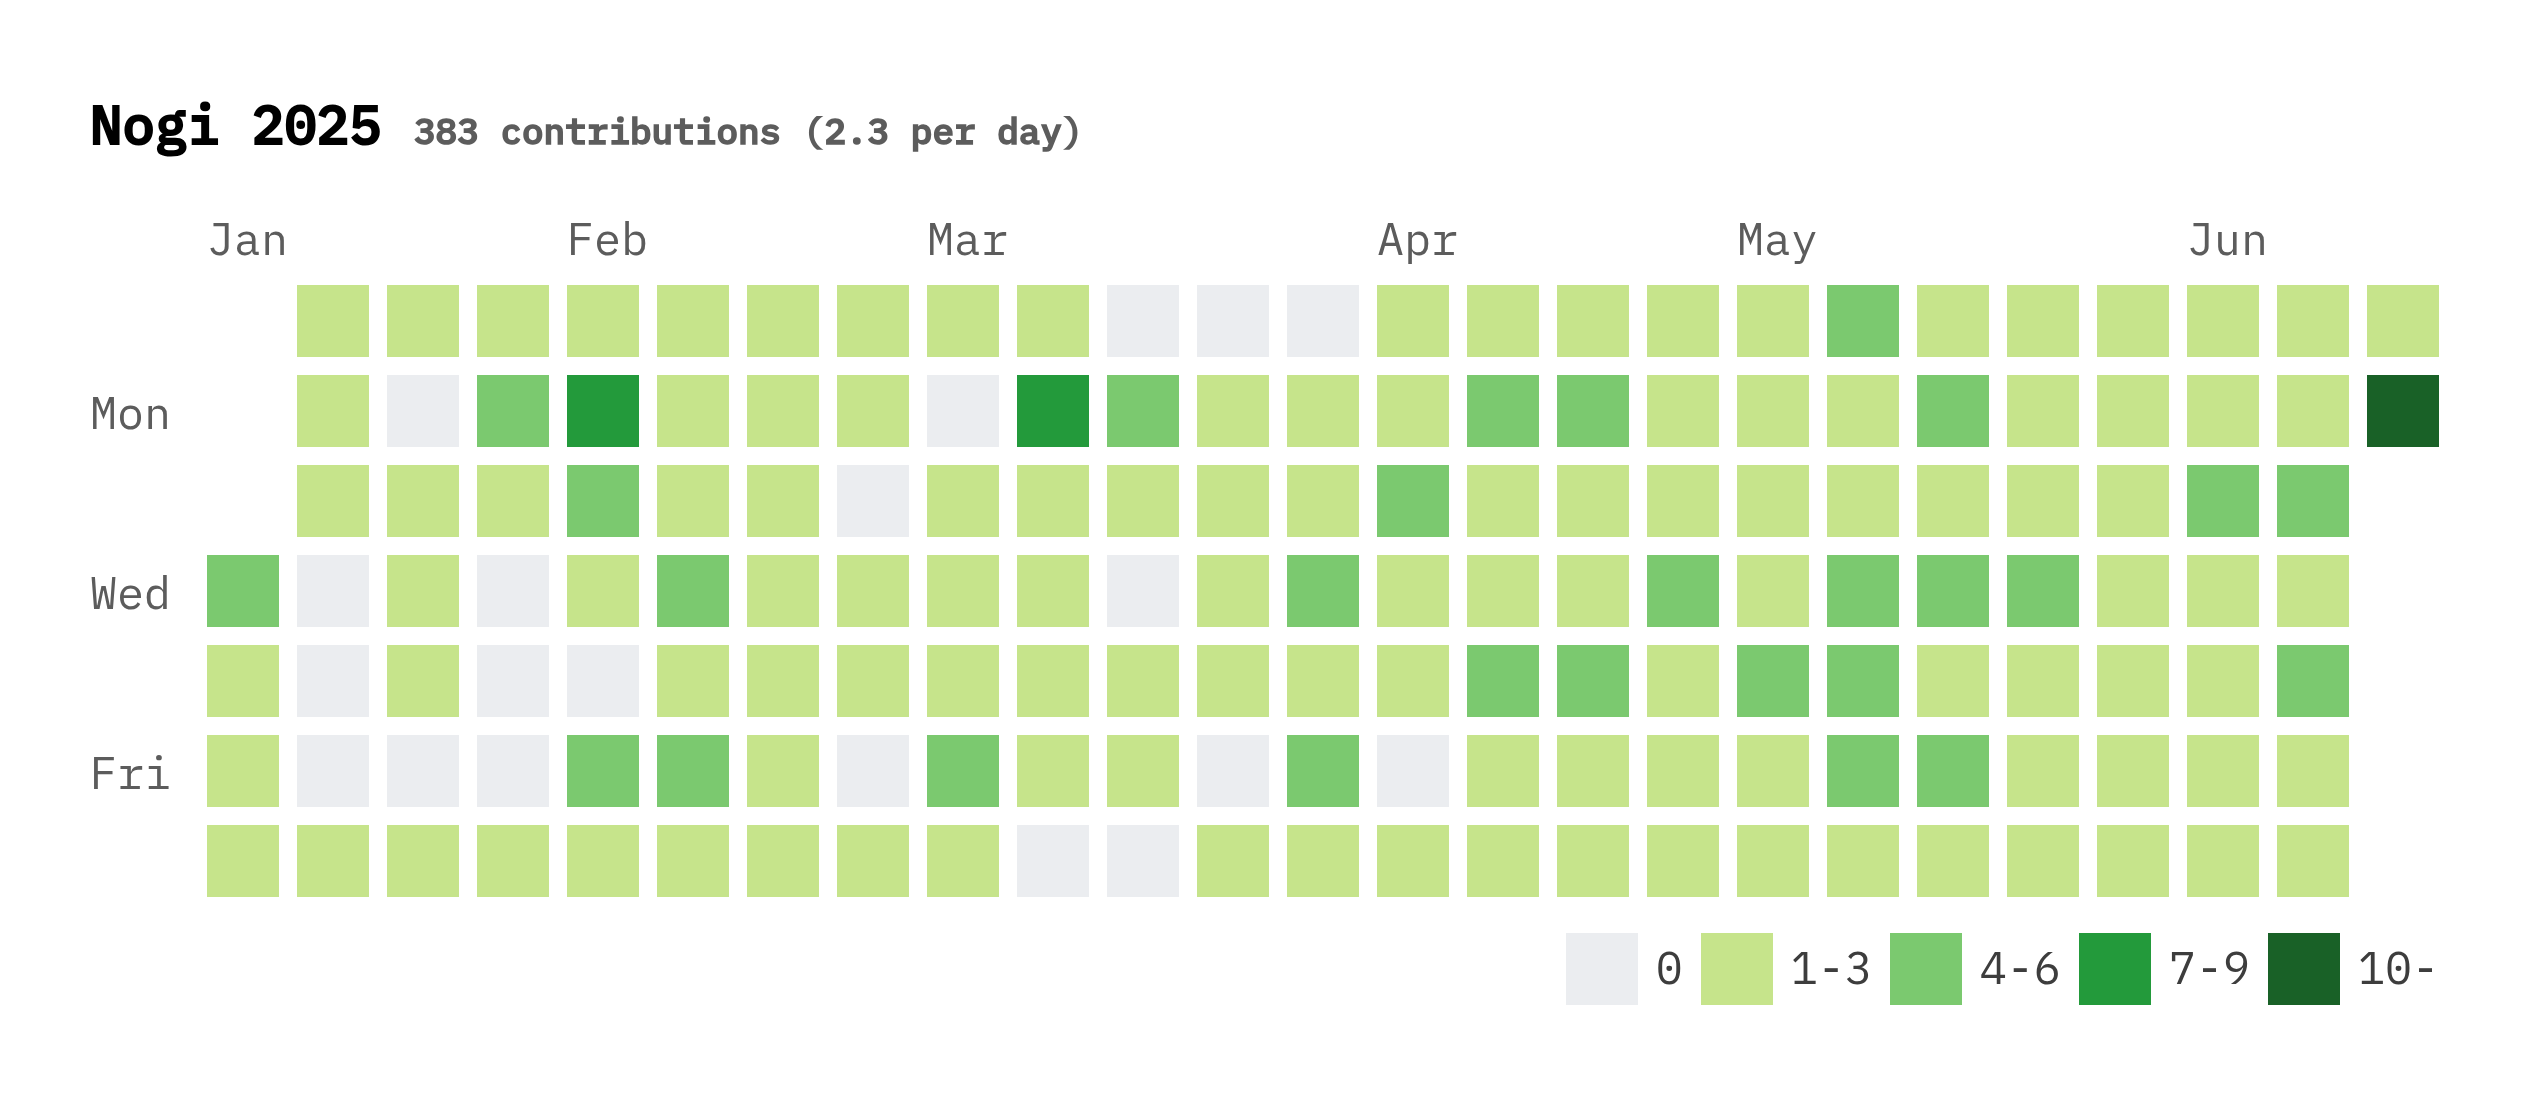 Nogi 2025 383 contributions (2.3 per day)
Jan Feb Mar Apr May Jun
Mon
Wed
Fri
0 1-3 4-6 7-9 10-